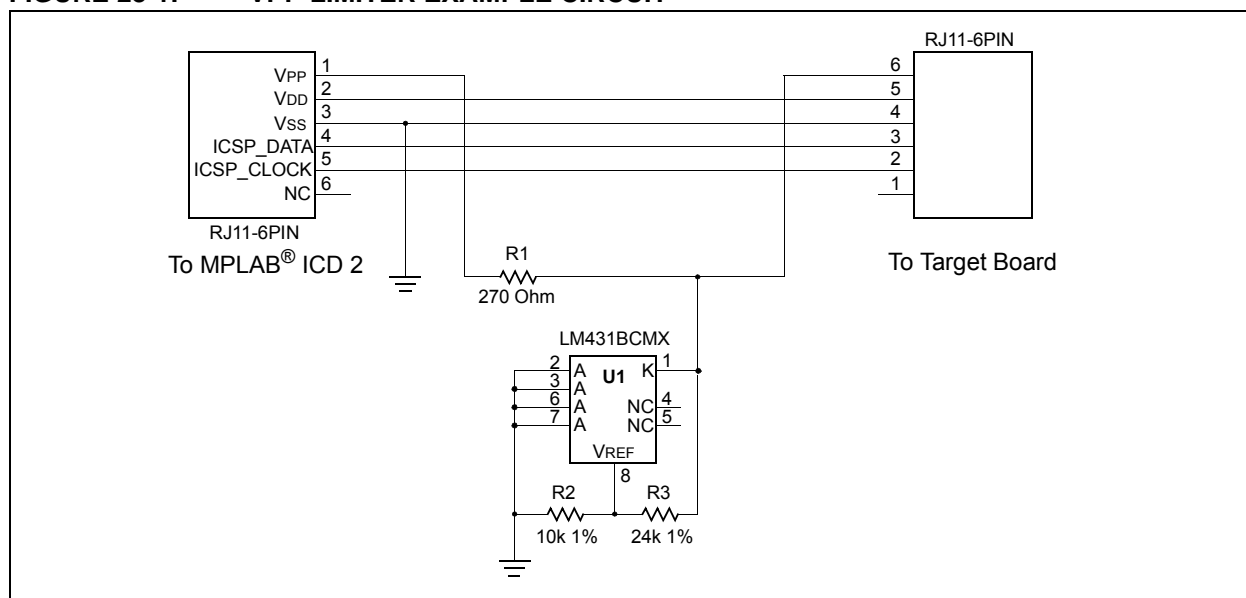 FIGURE VPP LIMITER EXAMPLE CIRCUIT
RJ11-6PIN
VPP 1
VDD 2
VSS 3
ICSP_DATA 4
ICSP_CLOCK 5
NC 6
RJ11-6PIN
To MPLAB® ICD 2
6
5
4
3
2
1
To Target Board
R1
270 Ohm
LM431BCMX
2 A U1 K 1
3 A
6 A NC 4
7 A NC 5
VREF
8
R2 R3
10k 1% 24k 1%